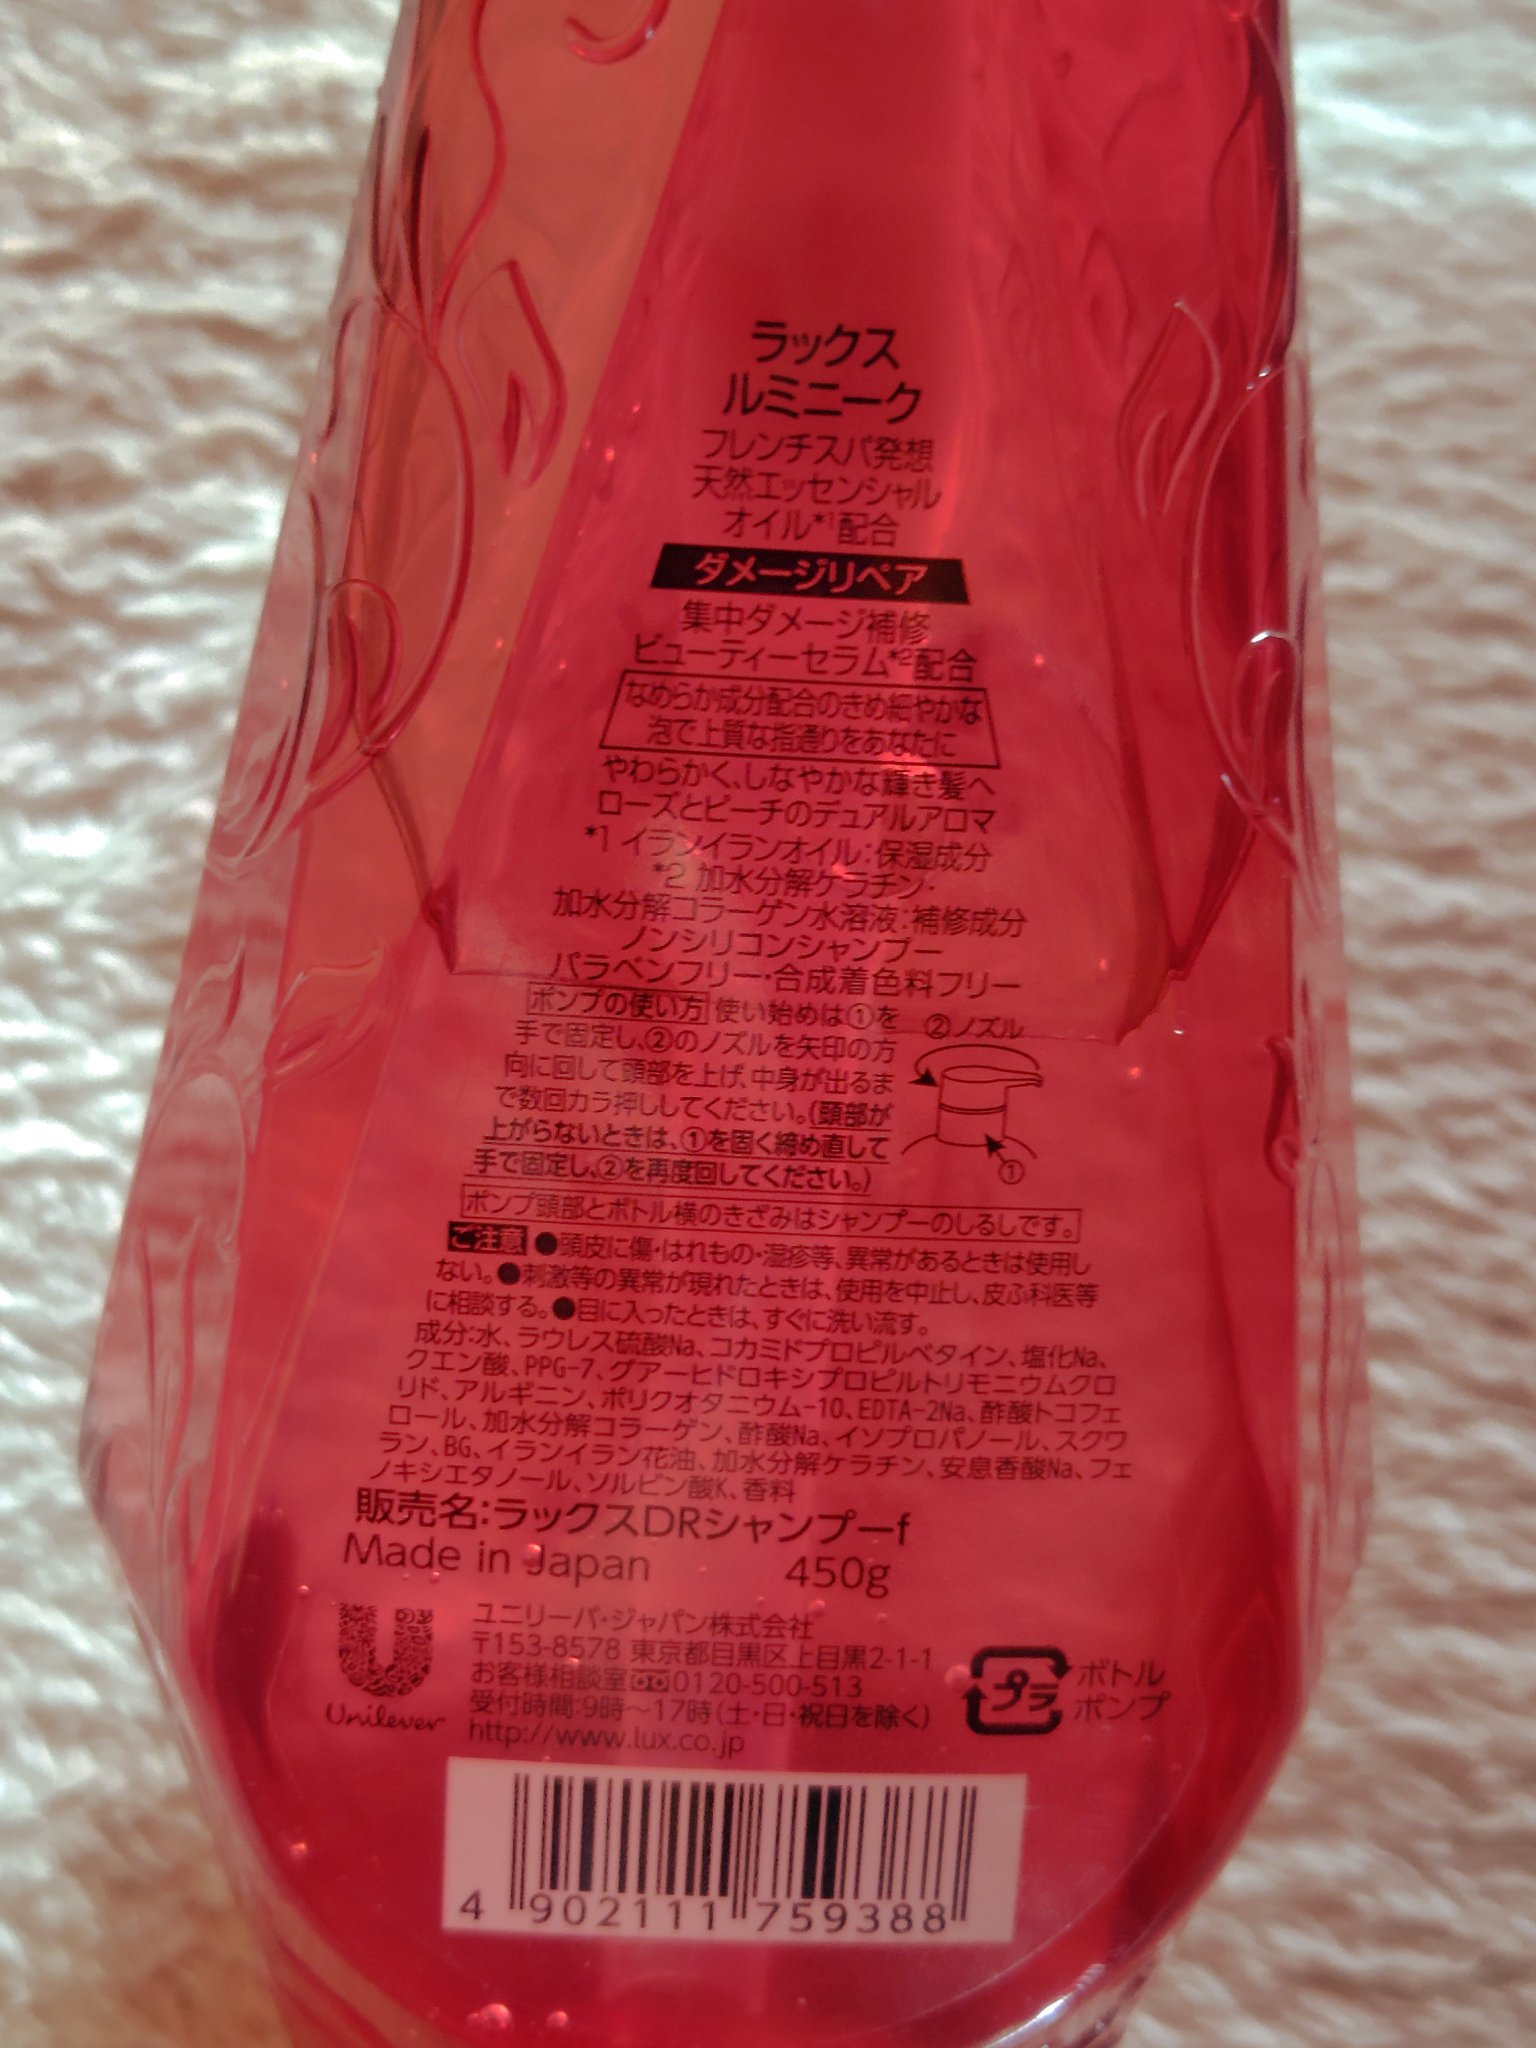 ラックス
ルミニーク
フレンチスパ発想
天然エッセンシャル
オイル*1配合
ダメージリペア
集中ダメージ補修
ビューティーセラム*2配合
なめらか成分配合のきめ細やかな
泡で上質な指通りをあなたに
やわらかく、しなやかな輝き髪へ
ローズとピーチのデュアルアロマ
*1 イランイランオイル：保湿成分
*2 加水分解ケラチン・
加水分解コラーゲン水溶液：補修成分
ノンシリコンシャンプー
パラベンフリー・合成着色料フリー
ポンプの使い方 使い始めは①を
手で固定し、②のノズルを矢印の方
向に回して頭部を上げ、中身が出るま
で数回カラ押ししてください。(頭部が
上がらないときは、①を固く締め直して
手で固定し、②を再度回してください。)
②ノズル
①
ポンプ頭部とボトル横のきざみはシャンプーのしるしです。
ご注意 ●頭皮に傷・はれもの・湿疹等、異常があるときは使用し
ない。●刺激等の異常が現れたときは、使用を中止し、皮ふ科医等
に相談する。●目に入ったときは、すぐに洗い流す。
成分：水、ラウレス硫酸Na、コカミドプロピルベタイン、塩化Na、
クエン酸、PPG-7、グアーヒドロキシプロピルトリモニウムクロ
リド、アルギニン、ポリクオタニウム-10、EDTA-2Na、酢酸トコフェ
ロール、加水分解コラーゲン、酢酸Na、イソプロパノール、スクワ
ラン、BG、イランイラン花油、加水分解ケラチン、安息香酸Na、フェ
ノキシエタノール、ソルビン酸K、香料
販売名：ラックスDRシャンプーf
Made in Japan 450g
Unilever
ユニリーバ・ジャパン株式会社
〒153-8578 東京都目黒区上目黒2-1-1
お客様相談室 0120-500-513
受付時間：9時～17時(土・日・祝日を除く)
http://www.lux.co.jp
プラ
ボトル
ポンプ
4 902111 759388